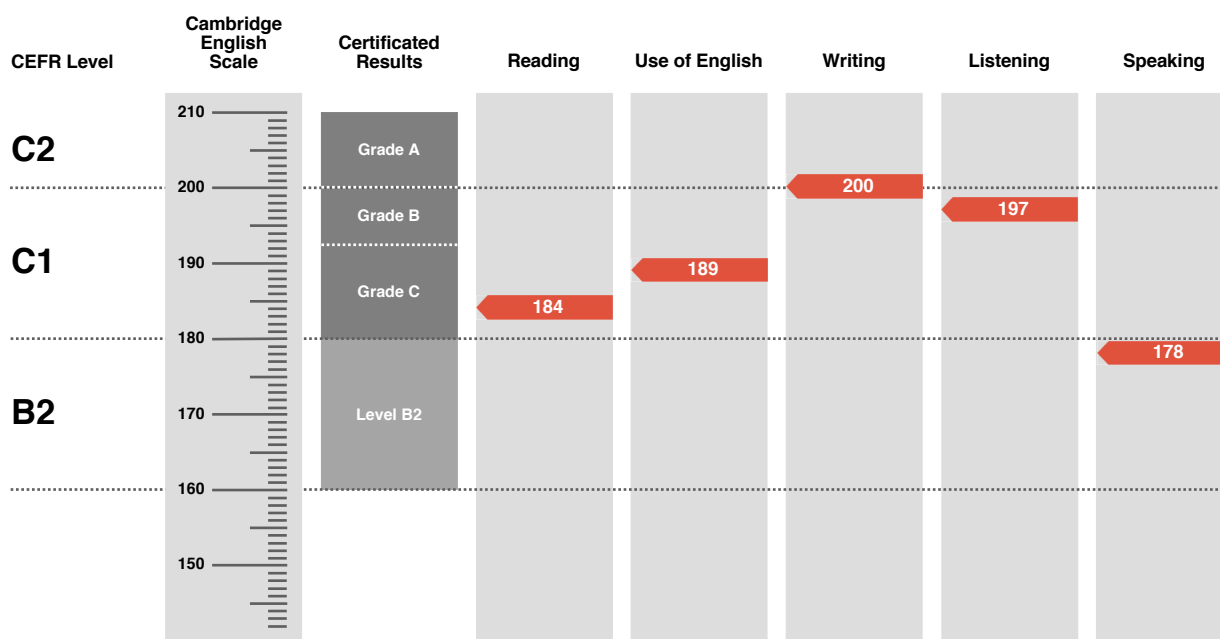 CEFR Level
Cambridge
English
Scale
Certificated
Results
Reading
Use of English
Writing
Listening
Speaking
210
C2
Grade A
200
200
197
Grade B
C1
190
189
Grade C
184
180
178
B2
170
Level B2
160
150